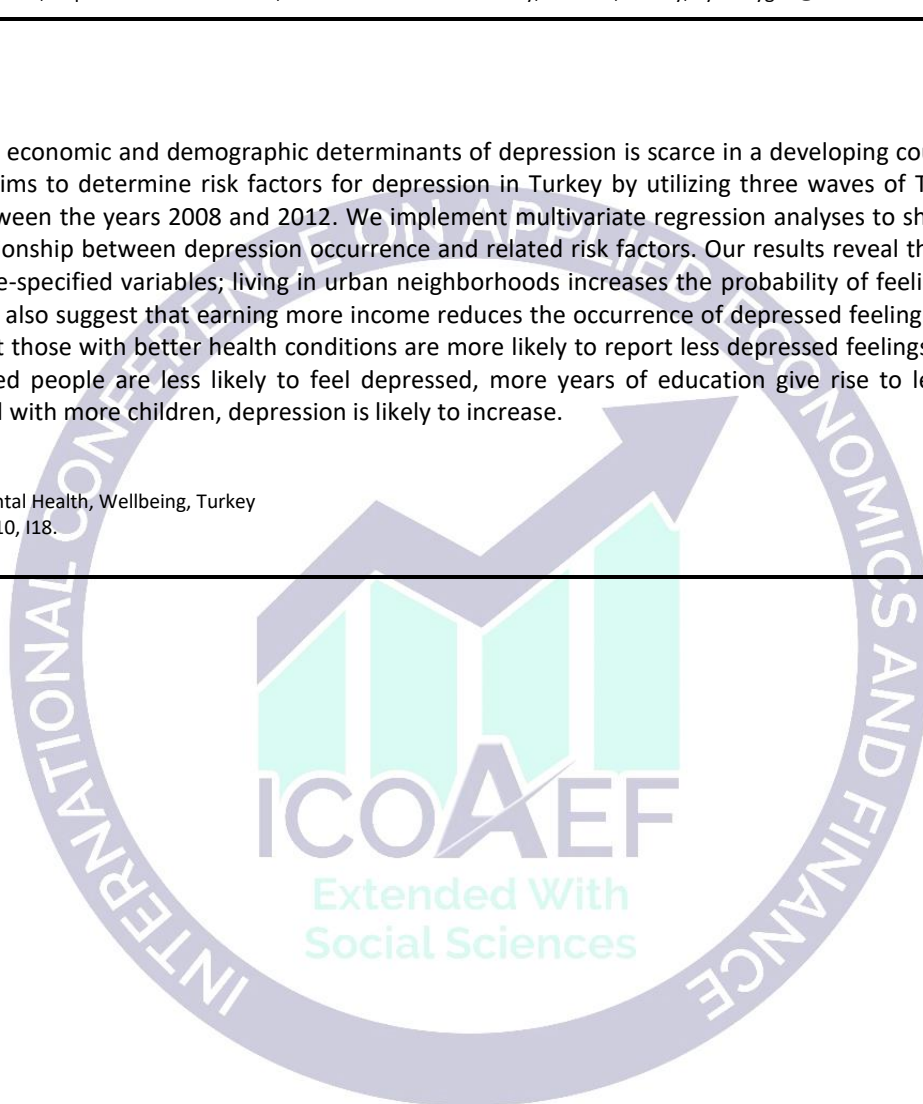 economic and demographic determinants of depression is scarce in a developing co
ims to determine risk factors for depression in Turkey by utilizing three waves of T
ween the years 2008 and 2012. We implement multivariate regression analyses to sh
onship between depression occurrence and related risk factors. Our results reveal th
e-specified variables; living in urban neighborhoods increases the probability of feeli
also suggest that earning more income reduces the occurrence of depressed feeling
t those with better health conditions are more likely to report less depressed feelings
ed people are less likely to feel depressed, more years of education give rise to le
with more children, depression is likely to increase.
ntal Health, Wellbeing, Turkey
10, I18.
INTERNATIONAL CONFERENCE ON APPLIED ECONOMICS AND FINANCE
ICOAEF
Extended With
Social Sciences